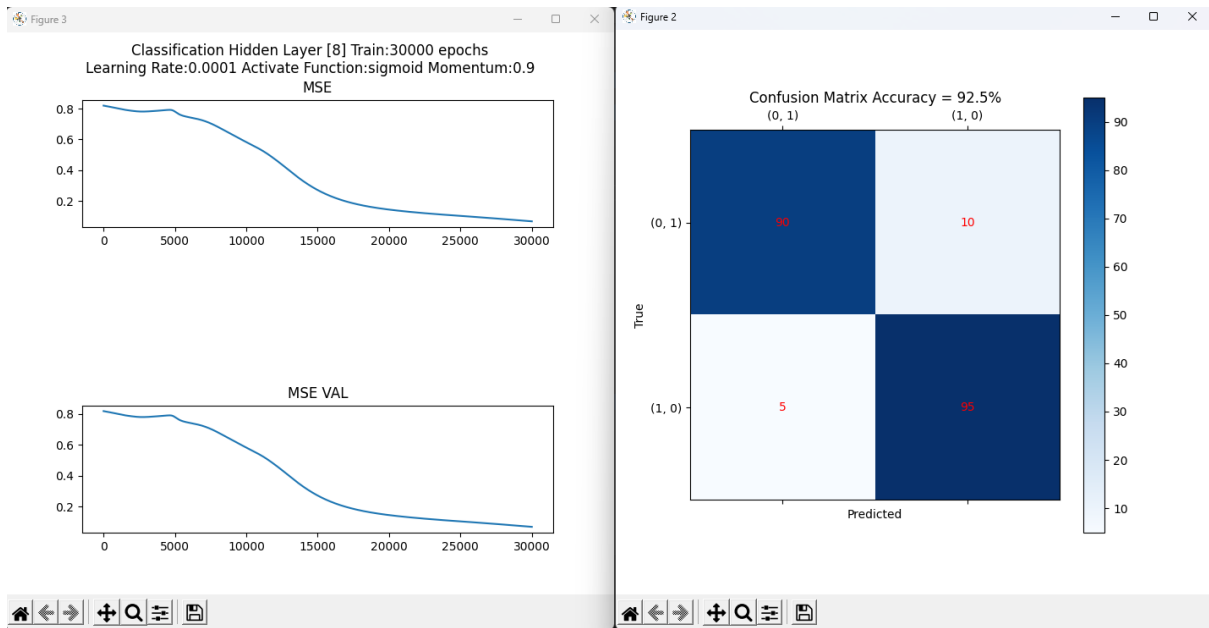 Figure 3
Classification Hidden Layer [8] Train:30000 epochs
Learning Rate:0.0001 Activate Function:sigmoid Momentum:0.9
MSE
0.8
0.6
0.4
0.2
0 5000 10000 15000 20000 25000 30000
MSE VAL
0.8
0.6
0.4
0.2
0 5000 10000 15000 20000 25000 30000
Figure 2
Confusion Matrix Accuracy = 92.5%
(0, 1) (1, 0)
(0, 1) 90 10
True
(1, 0) 5 95
Predicted
90
80
70
60
50
40
30
20
10